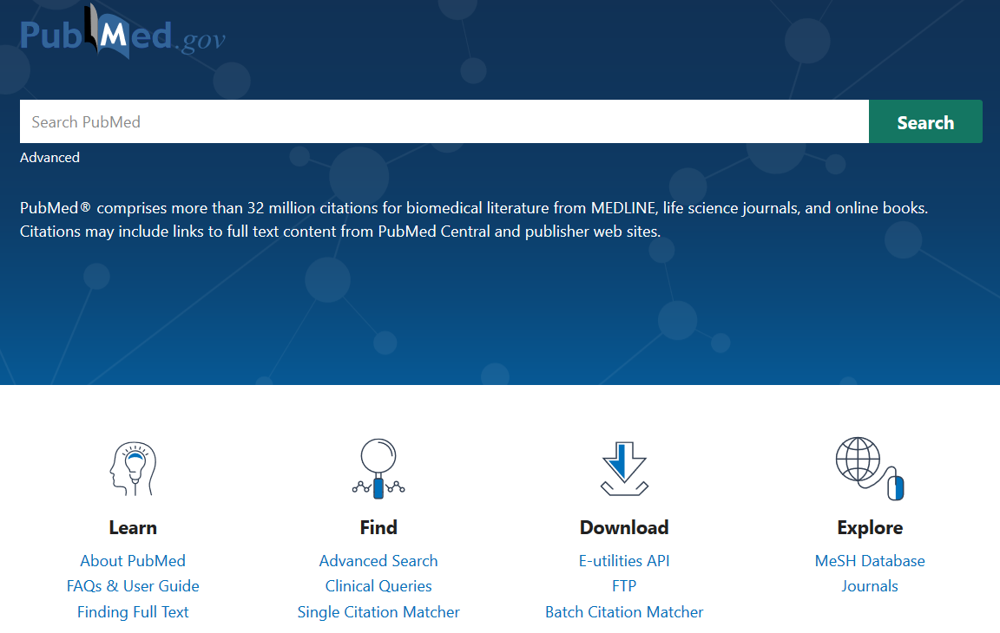 PubMed.gov
Search PubMed
Search
Advanced
PubMed® comprises more than 32 million citations for biomedical literature from MEDLINE, life science journals, and online books.
Citations may include links to full text content from PubMed Central and publisher web sites.
Learn
About PubMed
FAQs & User Guide
Finding Full Text
Find
Advanced Search
Clinical Queries
Single Citation Matcher
Download
E-utilities API
FTP
Batch Citation Matcher
Explore
MeSH Database
Journals